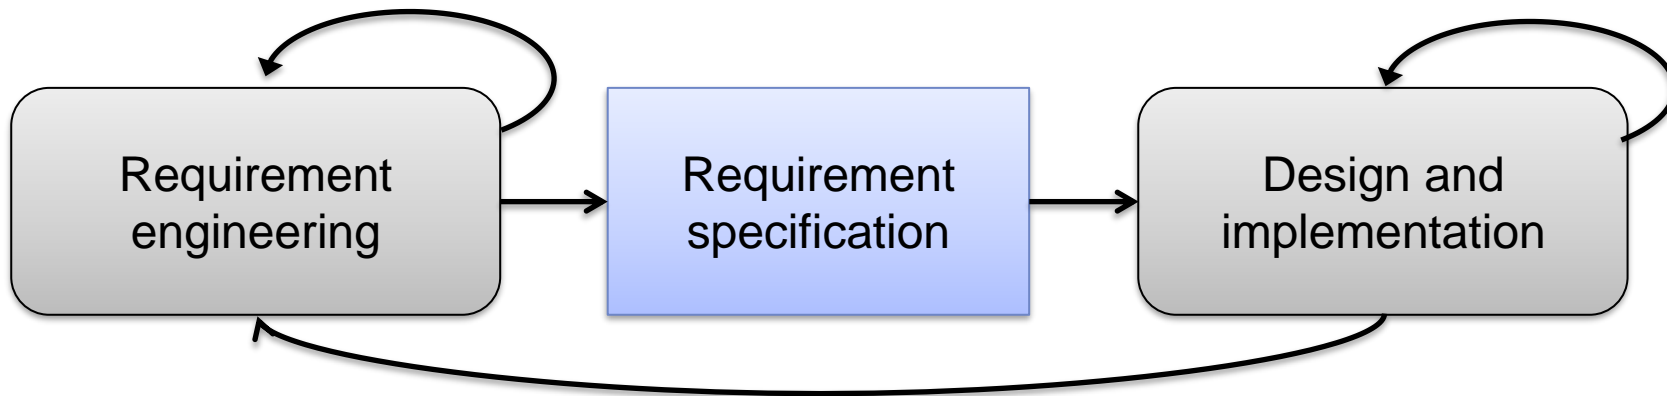 Requirement
engineering
Requirement
specification
Design and
implementation